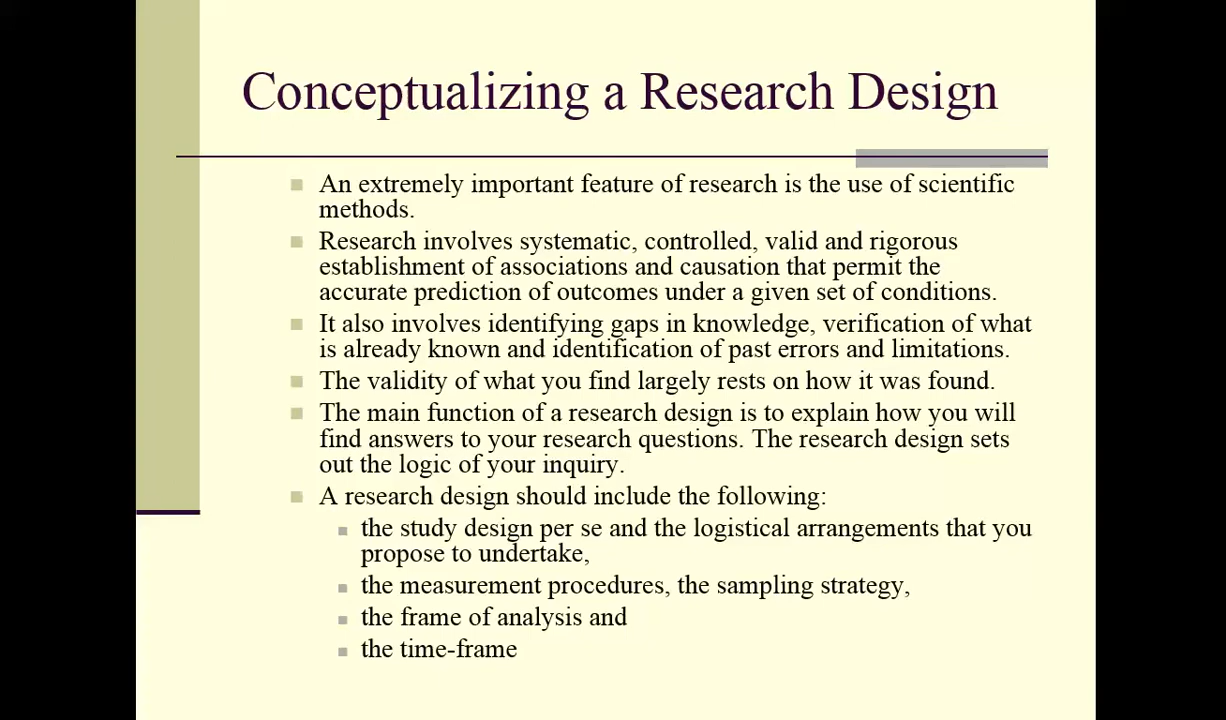 Conceptualizing a Research Design
An extremely important feature of research is the use of scientific
methods.
Research involves systematic, controlled, valid and rigorous
establishment of associations and causation that permit the
accurate prediction of outcomes under a given set of conditions.
It also involves identifying gaps in knowledge, verification of what
is already known and identification of past errors and limitations.
The validity of what you find largely rests on how it was found.
The main function of a research design is to explain how you will
find answers to your research questions. The research design sets
out the logic of your inquiry.
A research design should include the following:
the study design per se and the logistical arrangements that you
propose to undertake,
the measurement procedures, the sampling strategy,
the frame of analysis and
the time-frame